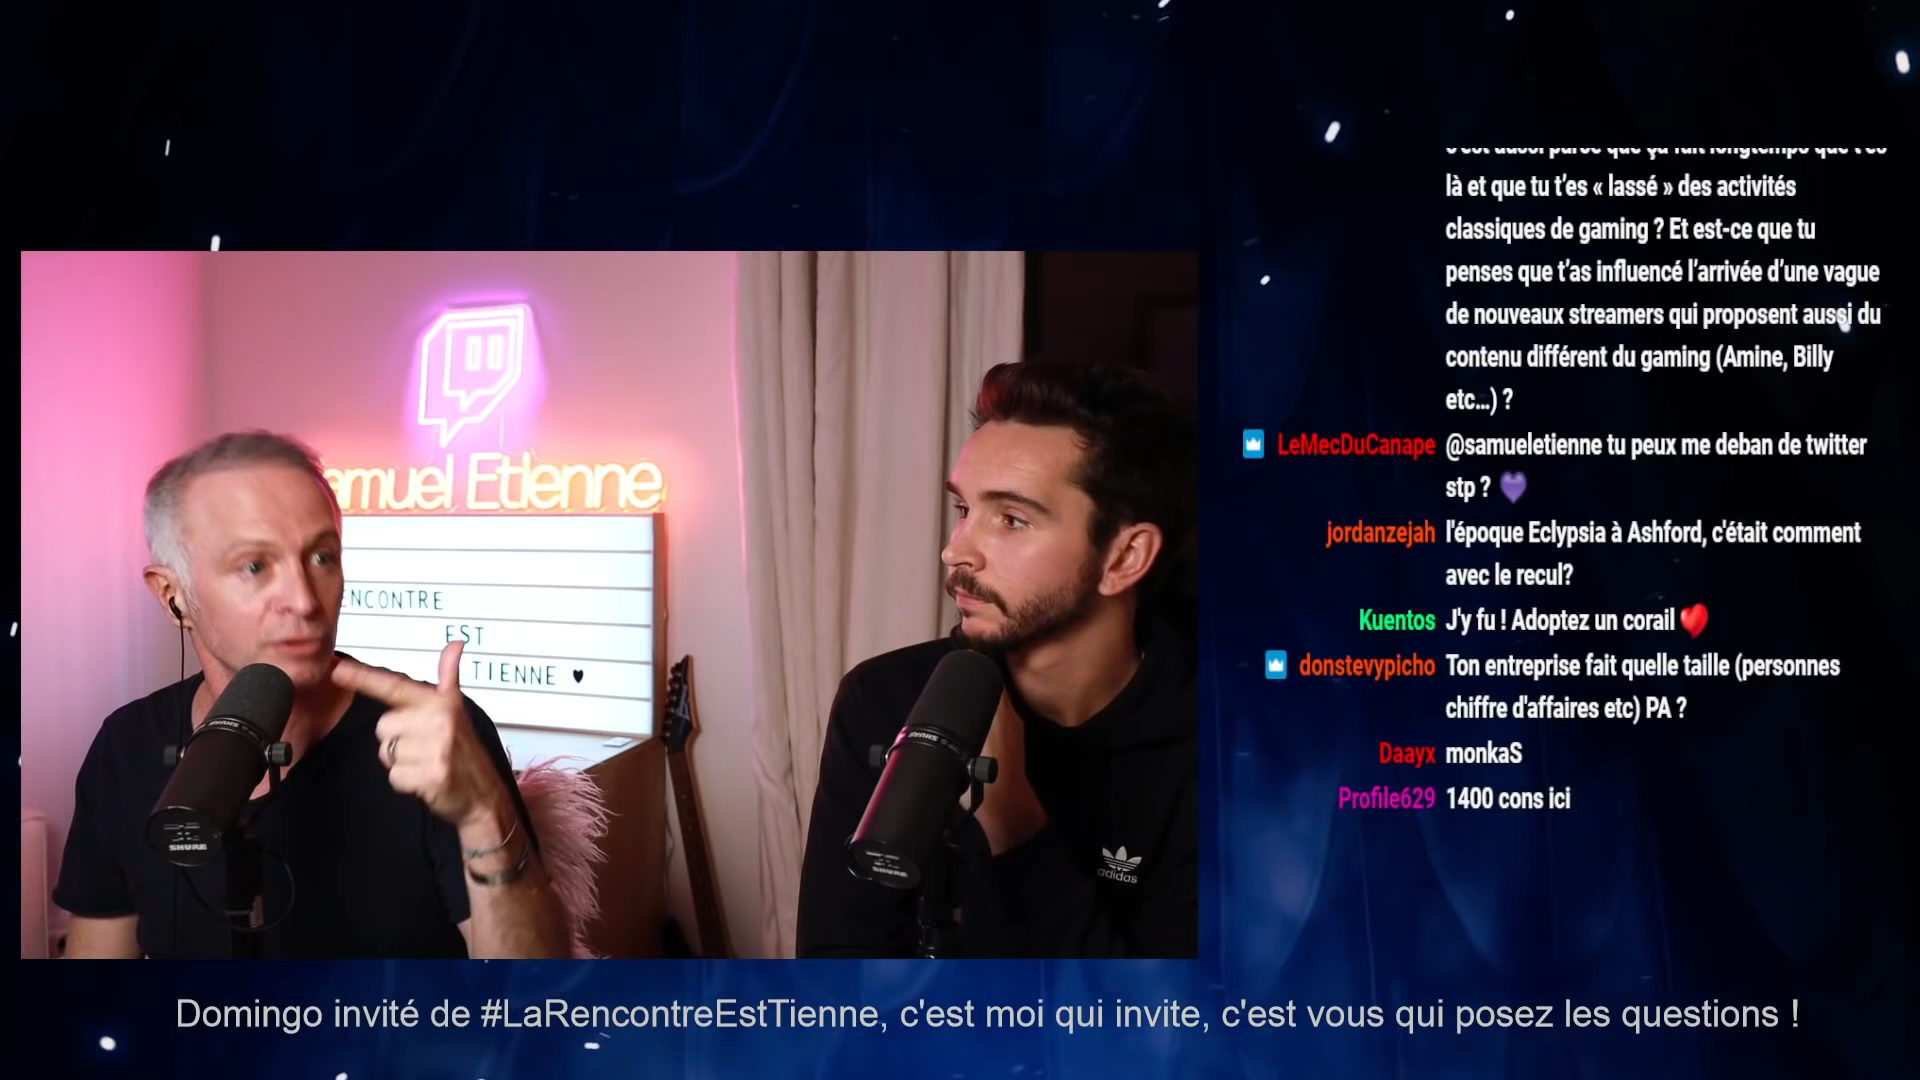 là et que tu t'es « lassé » des activités
classiques de gaming ? Et est-ce que tu
penses que t'as influencé l'arrivée d'une vague
de nouveaux streamers qui proposent aussi du
contenu différent du gaming (Amine, Billy
etc...) ?
LeMecDuCanape @samueletienne tu peux me deban de twitter
stp ? 💜
jordanzejah l'époque Eclypsia à Ashford, c'était comment
avec le recul?
Kuentos J'y fu ! Adoptez un corail ❤️
donstevypicho Ton entreprise fait quelle taille (personnes
chiffre d'affaires etc) PA ?
Daayx monkaS
Profile629 1400 cons ici
amuel Etienne
ENCONTRE
EST
TIENNE ♥
SHURE
SHURE
SHURE
SHURE
adidas
Domingo invité de #LaRencontreEstTienne, c'est moi qui invite, c'est vous qui posez les questions !